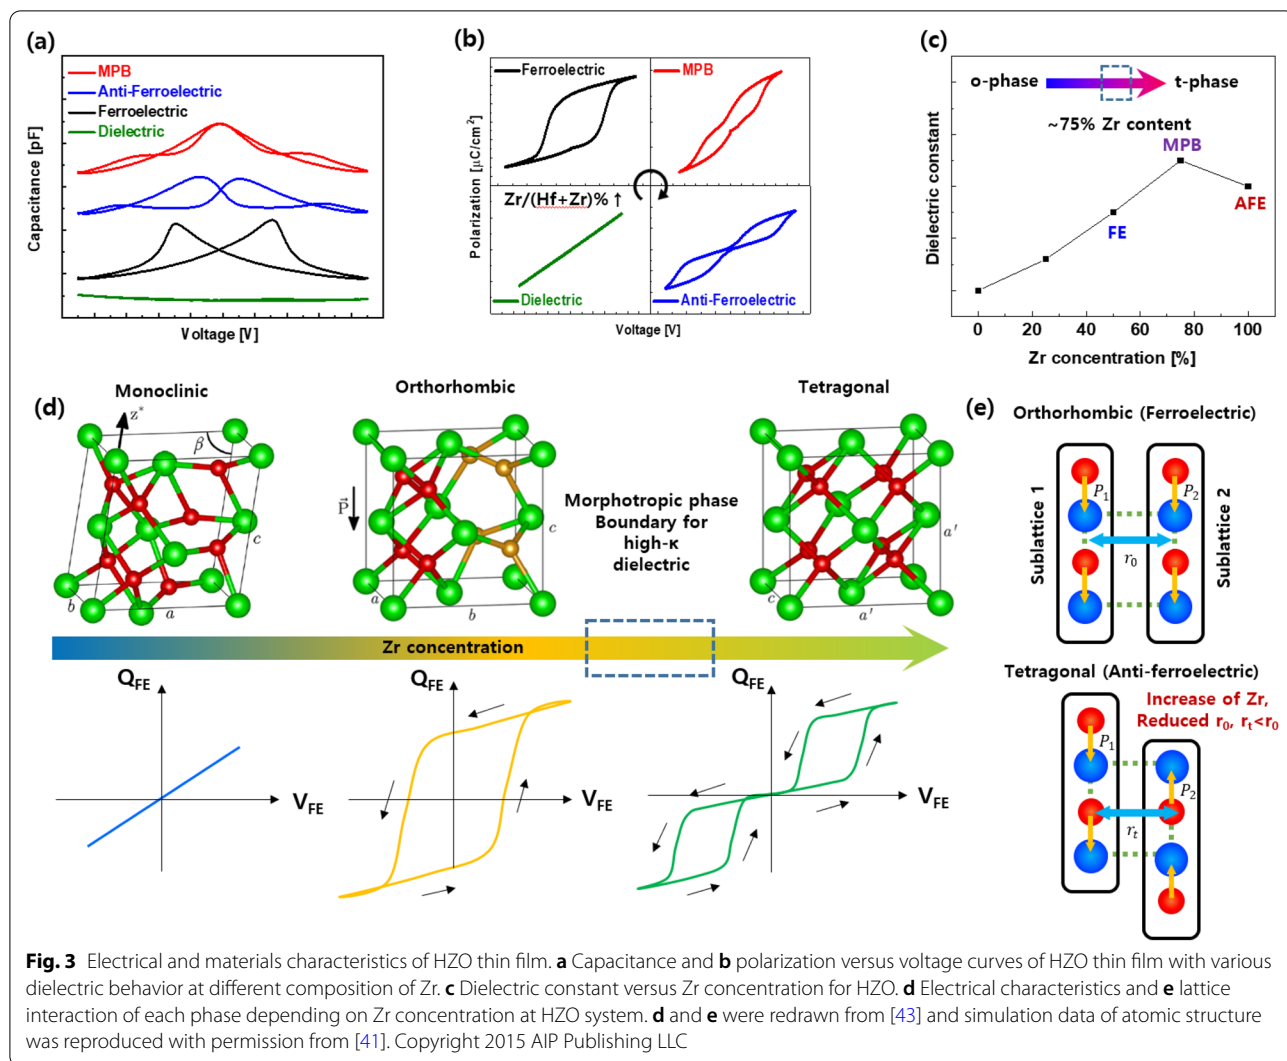 (a)
MPB
Anti-Ferroelectric
Ferroelectric
Dielectric
Capacitance [pF]
Voltage [V]
(b)
Ferroelectric
MPB
Zr/(Hf+Zr)% ↑
Dielectric
Anti-Ferroelectric
Polarization [μC/cm²]
Voltage [V]
(c)
o-phase
t-phase
~75% Zr content
MPB
FE
AFE
Dielectric constant
0 20 40 60 80 100
Zr concentration [%]
(d)
Monoclinic
z*
β
c
b
a
Orthorhombic
P⃗
c
a
b
Morphotropic phase
Boundary for
high-κ
dielectric
Tetragonal
a'
c
a'
Zr concentration
Q_FE
V_FE
Q_FE
V_FE
Q_FE
V_FE
(e)
Orthorhombic (Ferroelectric)
Sublattice 1
P₁
r₀
P₂
Sublattice 2
Tetragonal (Anti-ferroelectric)
Increase of Zr,
Reduced r₀, rₜ<r₀
P₁
P₂
rₜ
Fig. 3 Electrical and materials characteristics of HZO thin film. a Capacitance and b polarization versus voltage curves of HZO thin film with various
dielectric behavior at different composition of Zr. c Dielectric constant versus Zr concentration for HZO. d Electrical characteristics and e lattice
interaction of each phase depending on Zr concentration at HZO system. d and e were redrawn from [43] and simulation data of atomic structure
was reproduced with permission from [41]. Copyright 2015 AIP Publishing LLC